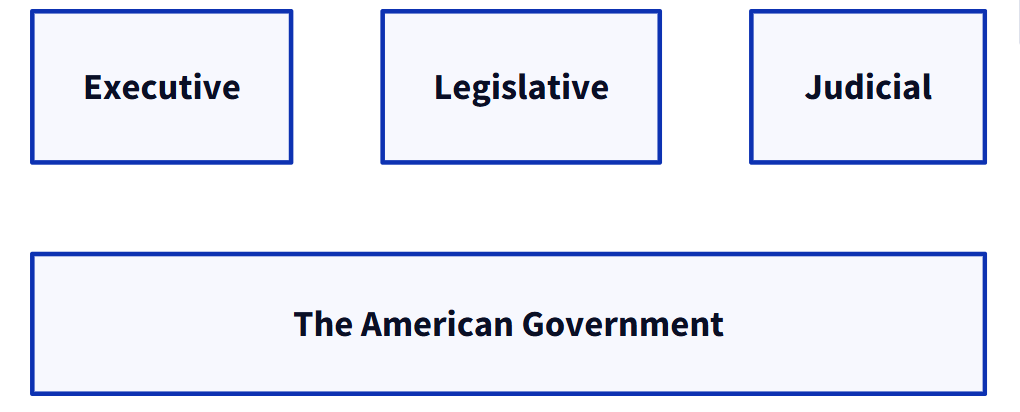 Executive
Legislative
Judicial
The American Government